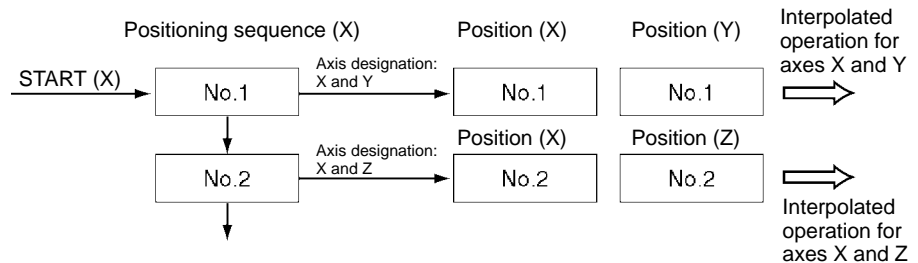 Positioning sequence (X)
Position (X)
Position (Y)
Interpolated
operation for
axes X and Y
START (X)
No.1
Axis designation:
X and Y
No.1
No.1
Position (X)
Position (Z)
No.2
Axis designation:
X and Z
No.2
No.2
Interpolated
operation for
axes X and Z